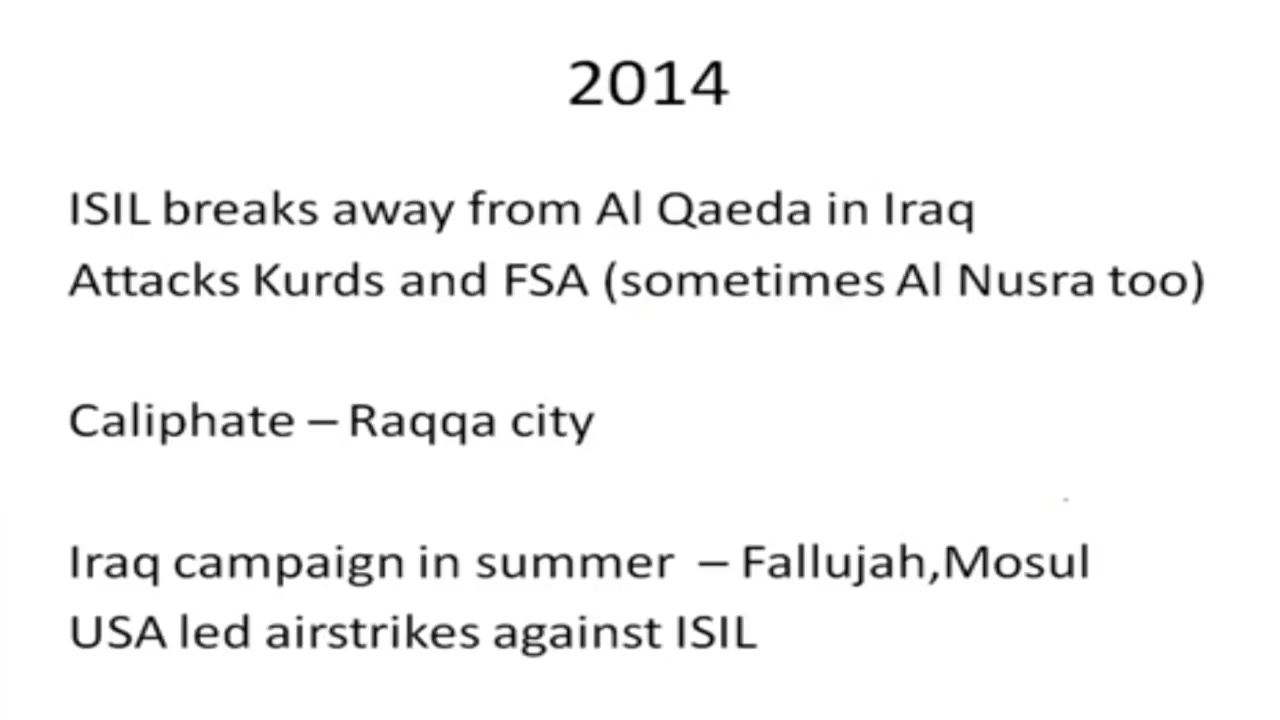 2014
ISIL breaks away from Al Qaeda in Iraq
Attacks Kurds and FSA (sometimes Al Nusra too)
Caliphate – Raqqa city
Iraq campaign in summer  – Fallujah,Mosul
USA led airstrikes against ISIL